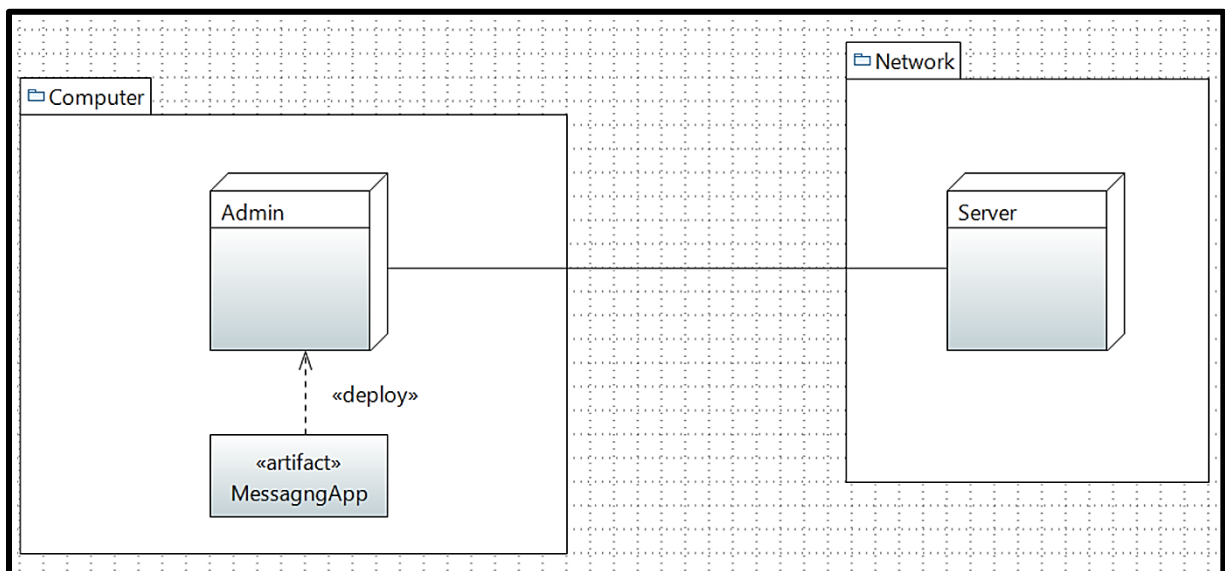 Computer
Network
Admin
Server
«deploy»
«artifact»
MessagngApp